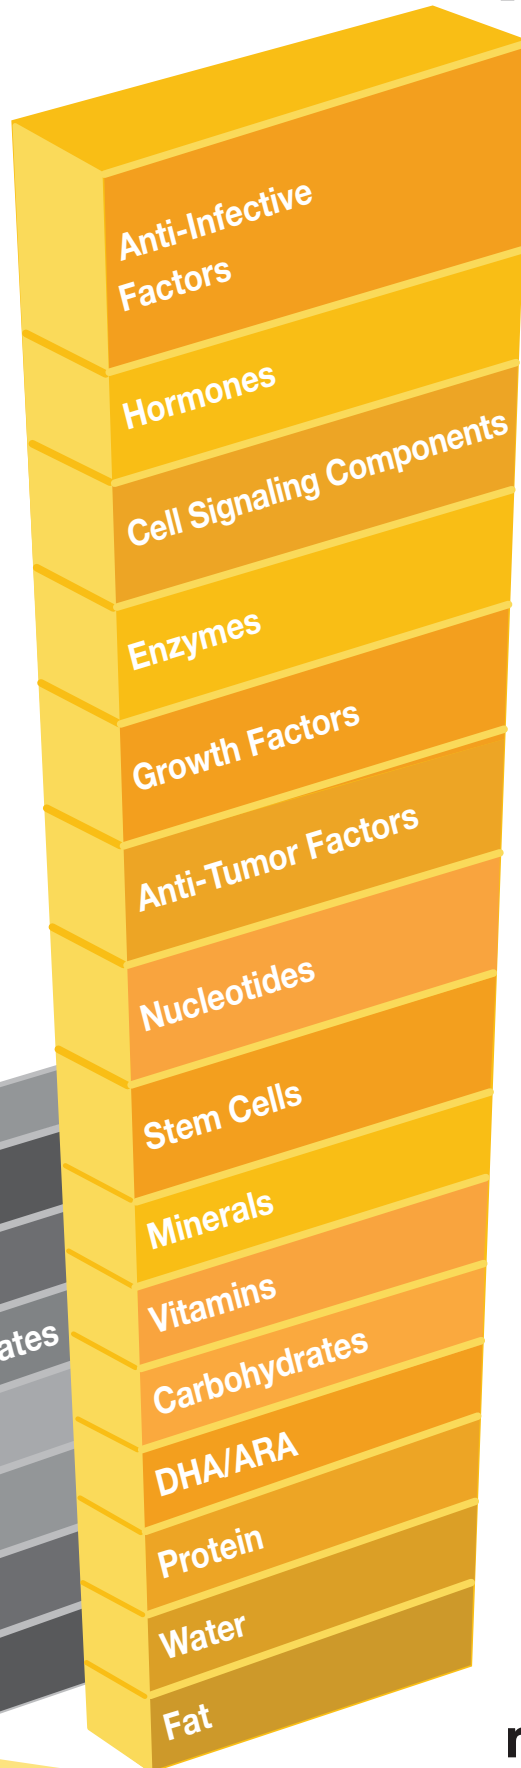 Anti-Infective
Factors
Hormones
Cell Signaling Components
Enzymes
Growth Factors
Anti-Tumor Factors
Nucleotides
Stem Cells
Minerals
Vitamins
Carbohydrates
DHA/ARA
Protein
Water
Fat